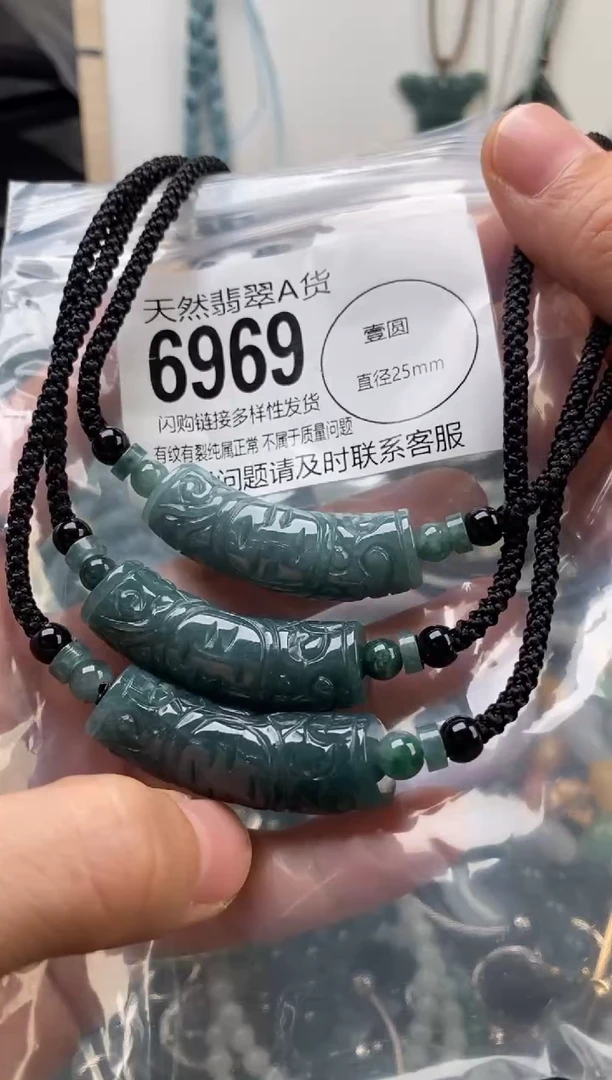 天然翡翠A货
6969
壹圆
直径25mm
闪购链接多样性发货
有纹有裂纯属正常 不属于质量问题
问题请及时联系客服